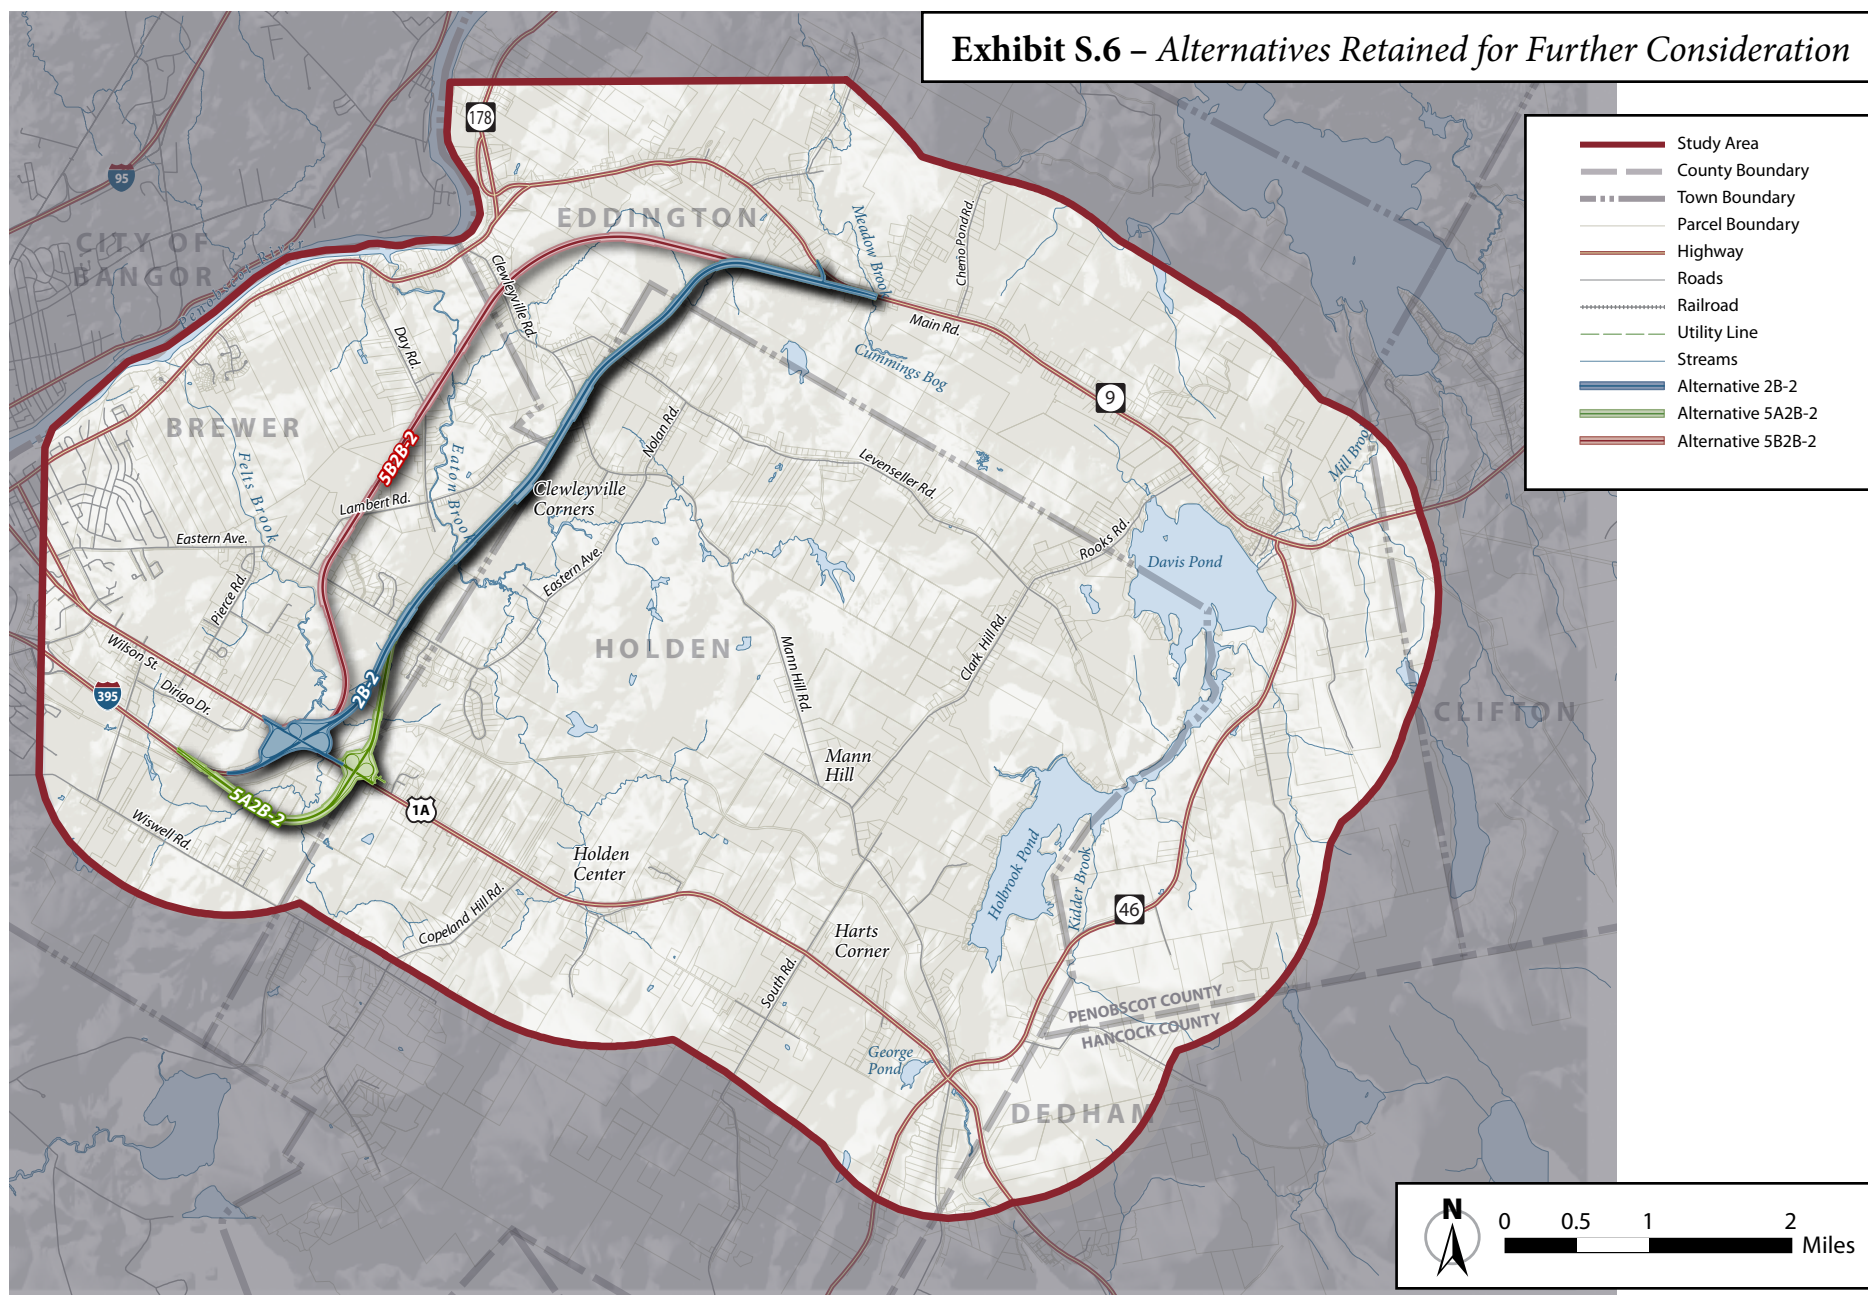 Exhibit S.6 – Alternatives Retained for Further Consideration
Study Area
County Boundary
Town Boundary
Parcel Boundary
Highway
Roads
Railroad
Utility Line
Streams
Alternative 2B-2
Alternative 5A2B-2
Alternative 5B2B-2
178
95
CITY OF
BANGOR
Penobscot River
EDDINGTON
Meadow Brook
Chemo Pond Rd.
Clewleyville Rd.
Day Rd.
Main Rd.
Cummings Bog
9
BREWER
Felts Brook
5B2B-2
Eaton Brook
Nolan Rd.
Levenseller Rd.
Mill Broo
Lambert Rd.
Clewleyville
Corners
Eastern Ave.
Eastern Ave.
Rooks Rd.
Davis Pond
Pierce Rd.
HOLDEN
Wilson St.
Dirigo Dr.
395
2B-2
Mann Hill Rd.
Clark Hill Rd.
CLIFTON
5A2B-2
Wiswell Rd.
1A
Mann
Hill
Holden
Center
Holbrook Pond
Kidder Brook
Copeland Hill Rd.
Harts
Corner
46
South Rd.
PENOBSCOT COUNTY
HANCOCK COUNTY
George
Pond
DEDHAM
N
0 0.5 1 2
Miles